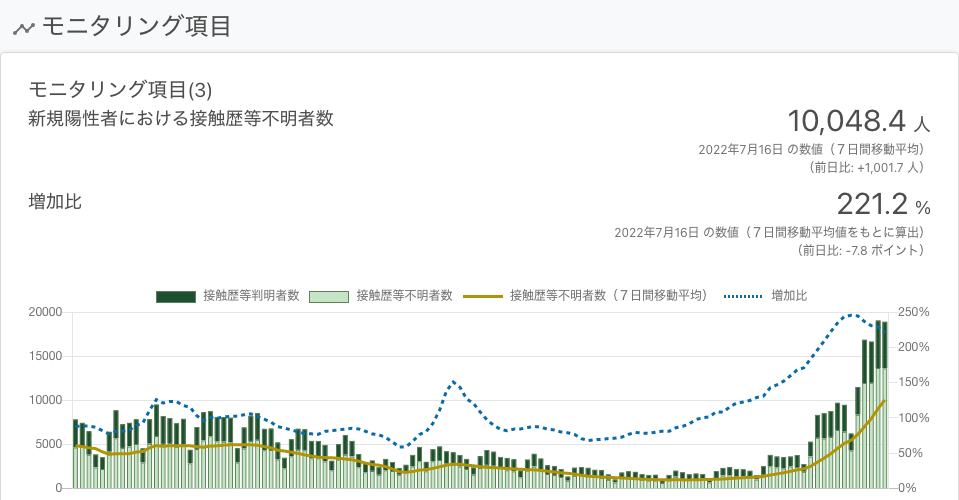 モニタリング項目
モニタリング項目(3)
新規陽性者における接触歴等不明者数
10,048.4 人
2022年7月16日 の数値（７日間移動平均）
（前日比: +1,001.7 人）
増加比
221.2 %
2022年7月16日 の数値（７日間移動平均値をもとに算出）
（前日比: -7.8 ポイント）
接触歴等判明者数 接触歴等不明者数 接触歴等不明者数（７日間移動平均） 増加比
20000 250%
200%
15000
150%
10000
100%
5000
50%
0 0%